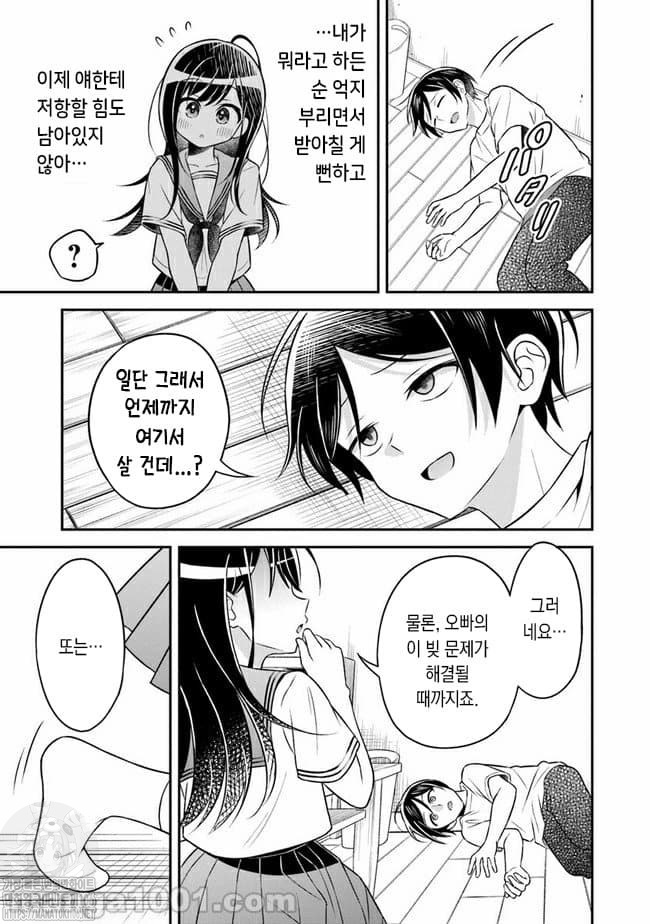 …내가
뭐라고 하든
순 억지
부리면서
받아칠 게
뻔하고
이제 얘한테
저항할 힘도
남아있지
않아…
?
일단 그래서
언제까지
여기서
살 건데…?
그러
네요…
물론, 오빠의
이 빚 문제가
해결될
때까지죠.
또는…
HTTPS://MANATOKI